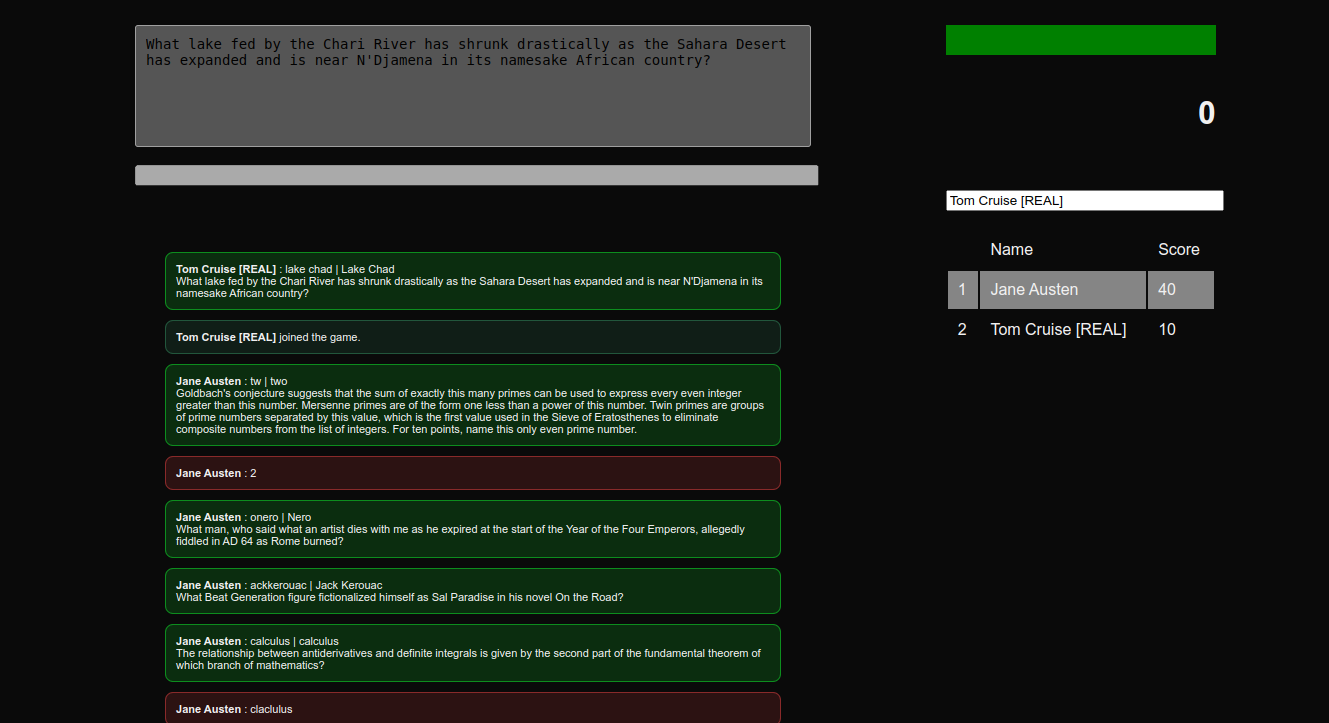 What lake fed by the Chari River has shrunk drastically as the Sahara Desert
has expanded and is near N'Djamena in its namesake African country?
0
Tom Cruise [REAL]
Name Score
1 Jane Austen 40
2 Tom Cruise [REAL] 10
Tom Cruise [REAL] : lake chad | Lake Chad
What lake fed by the Chari River has shrunk drastically as the Sahara Desert has expanded and is near N'Djamena in its
namesake African country?
Tom Cruise [REAL] joined the game.
Jane Austen : tw | two
Goldbach's conjecture suggests that the sum of exactly this many primes can be used to express every even integer
greater than this number. Mersenne primes are of the form one less than a power of this number. Twin primes are groups
of prime numbers separated by this value, which is the first value used in the Sieve of Eratosthenes to eliminate
composite numbers from the list of integers. For ten points, name this only even prime number.
Jane Austen : 2
Jane Austen : onero | Nero
What man, who said what an artist dies with me as he expired at the start of the Year of the Four Emperors, allegedly
fiddled in AD 64 as Rome burned?
Jane Austen : ackkerouac | Jack Kerouac
What Beat Generation figure fictionalized himself as Sal Paradise in his novel On the Road?
Jane Austen : calculus | calculus
The relationship between antiderivatives and definite integrals is given by the second part of the fundamental theorem of
which branch of mathematics?
Jane Austen : claclulus